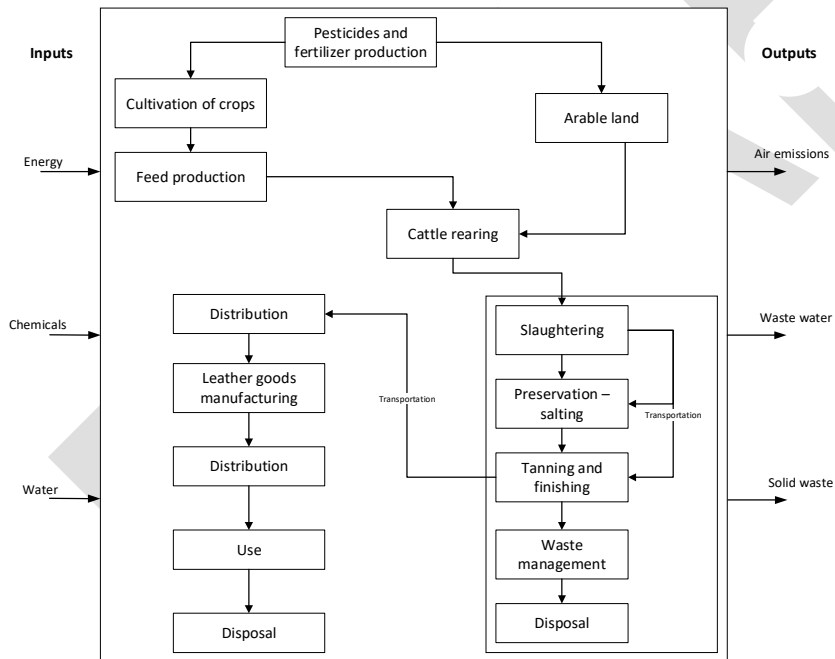 Pesticides and
fertilizer production
Inputs
Outputs
Cultivation of crops
Arable land
Energy
Air emissions
Feed production
Cattle rearing
Distribution
Slaughtering
Chemicals
Waste water
Leather goods
manufacturing
Preservation –
salting
Transportation
Transportation
Distribution
Tanning and
finishing
Water
Solid waste
Use
Waste
management
Disposal
Disposal